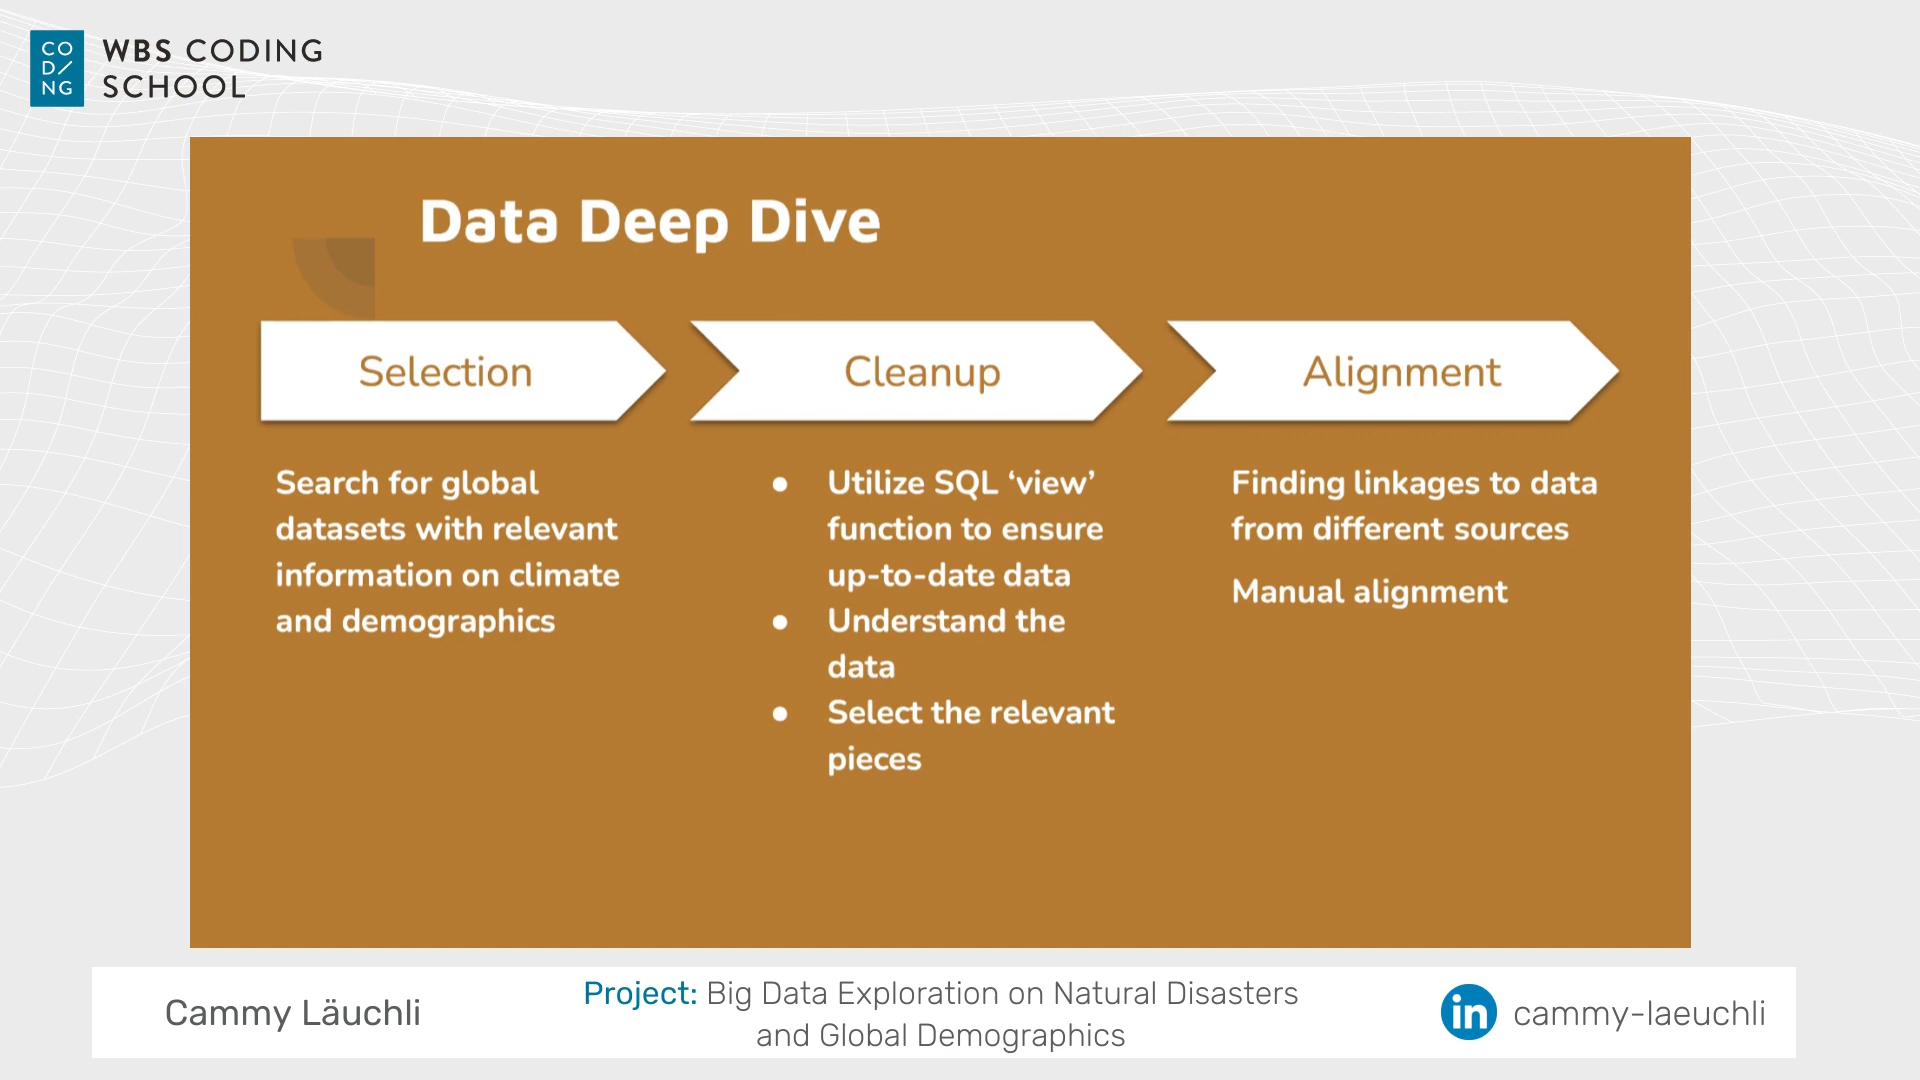 CO
D/
NG
WBS CODING
SCHOOL
Data Deep Dive
Selection
Cleanup
Alignment
Search for global
datasets with relevant
information on climate
and demographics
● Utilize SQL ‘view’
function to ensure
up-to-date data
● Understand the
data
● Select the relevant
pieces
Finding linkages to data
from different sources
Manual alignment
Cammy Läuchli
Project: Big Data Exploration on Natural Disasters
and Global Demographics
in cammy-laeuchli